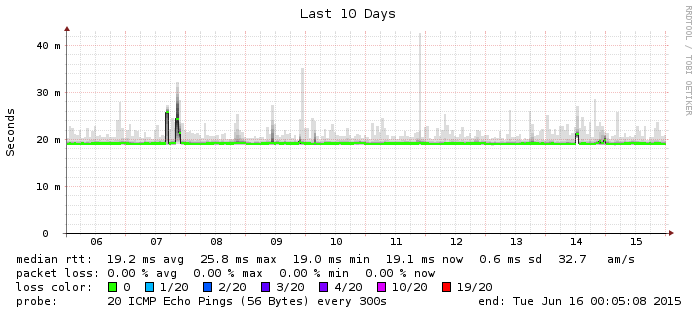 Last 10 Days
RRDTOOL / TOBI OETIKER
Seconds
40 m
30 m
20 m
10 m
0
06 07 08 09 10 11 12 13 14 15
median rtt: 19.2 ms avg 25.8 ms max 19.0 ms min 19.1 ms now 0.6 ms sd 32.7 am/s
packet loss: 0.00 % avg 0.00 % max 0.00 % min 0.00 % now
loss color: 0 1/20 2/20 3/20 4/20 10/20 19/20
probe: 20 ICMP Echo Pings (56 Bytes) every 300s end: Tue Jun 16 00:05:08 2015